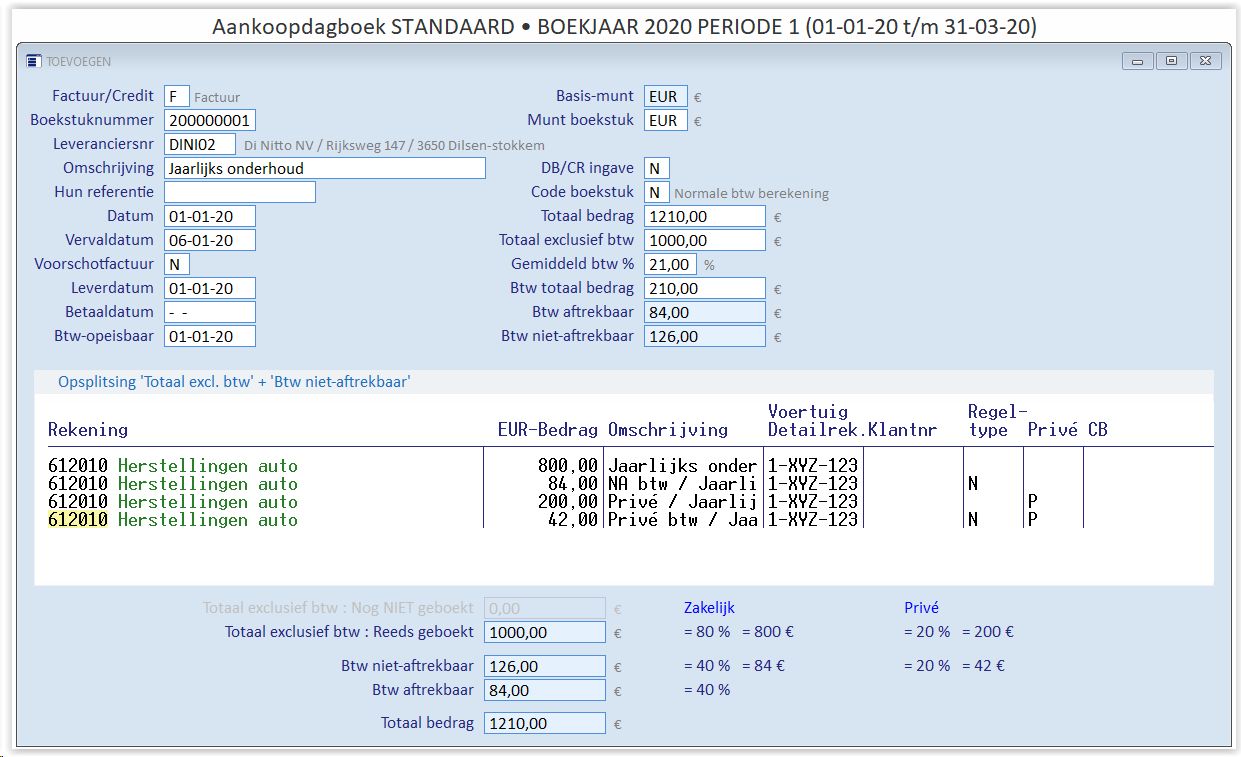 Aankoopdagboek STANDAARD • BOEKJAAR 2020 PERIODE 1 (01-01-20 t/m 31-03-20)
TOEVOEGEN
Factuur/Credit F Factuur Basis-munt EUR €
Boekstuknummer 200000001 Munt boekstuk EUR €
Leveranciersnr DINI02 Di Nitto NV / Rijksweg 147 / 3650 Dilsen-stokkem
Omschrijving Jaarlijks onderhoud DB/CR ingave N
Hun referentie Code boekstuk N Normale btw berekening
Datum 01-01-20 Totaal bedrag 1210,00 €
Vervaldatum 06-01-20 Totaal exclusief btw 1000,00 €
Voorschotfactuur N Gemiddeld btw % 21,00 %
Leverdatum 01-01-20 Btw totaal bedrag 210,00 €
Betaaldatum - - Btw aftrekbaar 84,00 €
Btw-opeisbaar 01-01-20 Btw niet-aftrekbaar 126,00 €
Opsplitsing 'Totaal excl. btw' + 'Btw niet-aftrekbaar'
Voertuig Regel-
Rekening EUR-Bedrag Omschrijving Detailrek. Klantnr type Privé CB
612010 Herstellingen auto 800,00 Jaarlijks onder 1-XYZ-123
612010 Herstellingen auto 84,00 NA btw / Jaarli 1-XYZ-123 N
612010 Herstellingen auto 200,00 Privé / Jaarlij 1-XYZ-123 P
612010 Herstellingen auto 42,00 Privé btw / Jaa 1-XYZ-123 N P
Totaal exclusief btw : Nog NIET geboekt 0,00 € Zakelijk Privé
Totaal exclusief btw : Reeds geboekt 1000,00 € = 80 % = 800 € = 20 % = 200 €
Btw niet-aftrekbaar 126,00 € = 40 % = 84 € = 20 % = 42 €
Btw aftrekbaar 84,00 € = 40 %
Totaal bedrag 1210,00 €